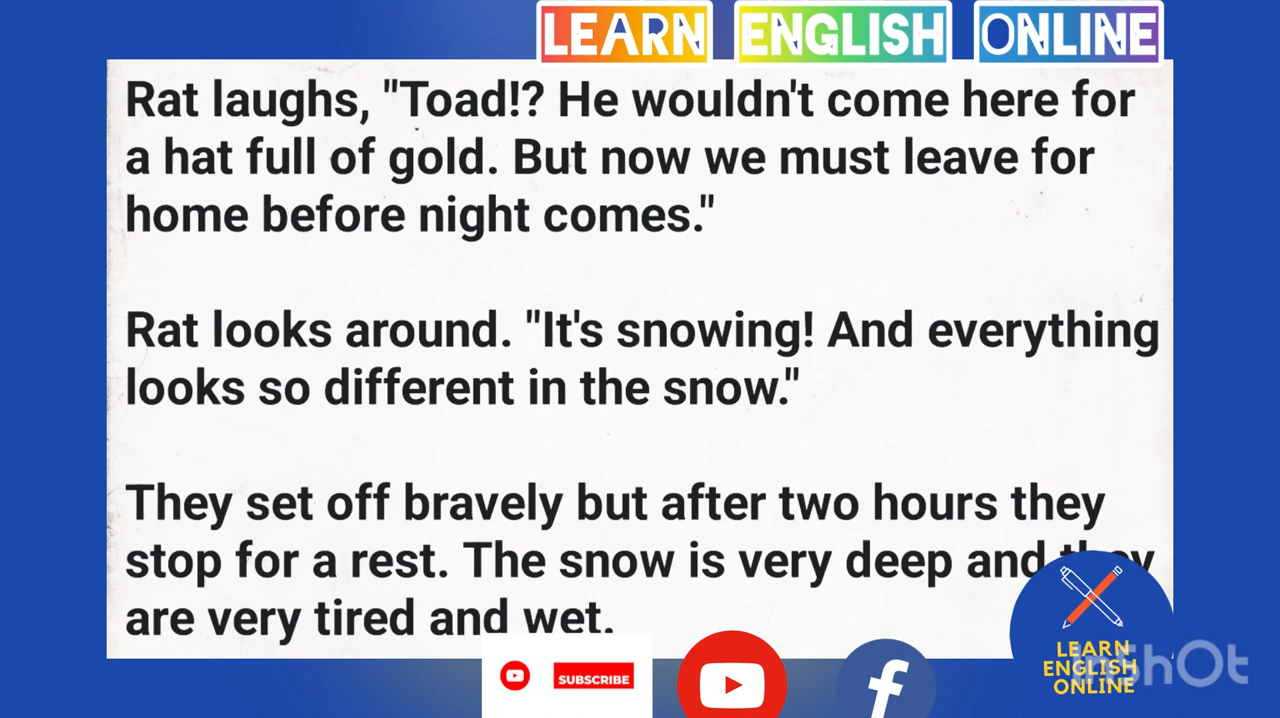 LEARN ENGLISH ONLINE
Rat laughs, "Toad!? He wouldn't come here for
a hat full of gold. But now we must leave for
home before night comes."
Rat looks around. "It's snowing! And everything
looks so different in the snow."
They set off bravely but after two hours they
stop for a rest. The snow is very deep and they
are very tired and wet.
SUBSCRIBE
LEARN
ENGLISH
ONLINE